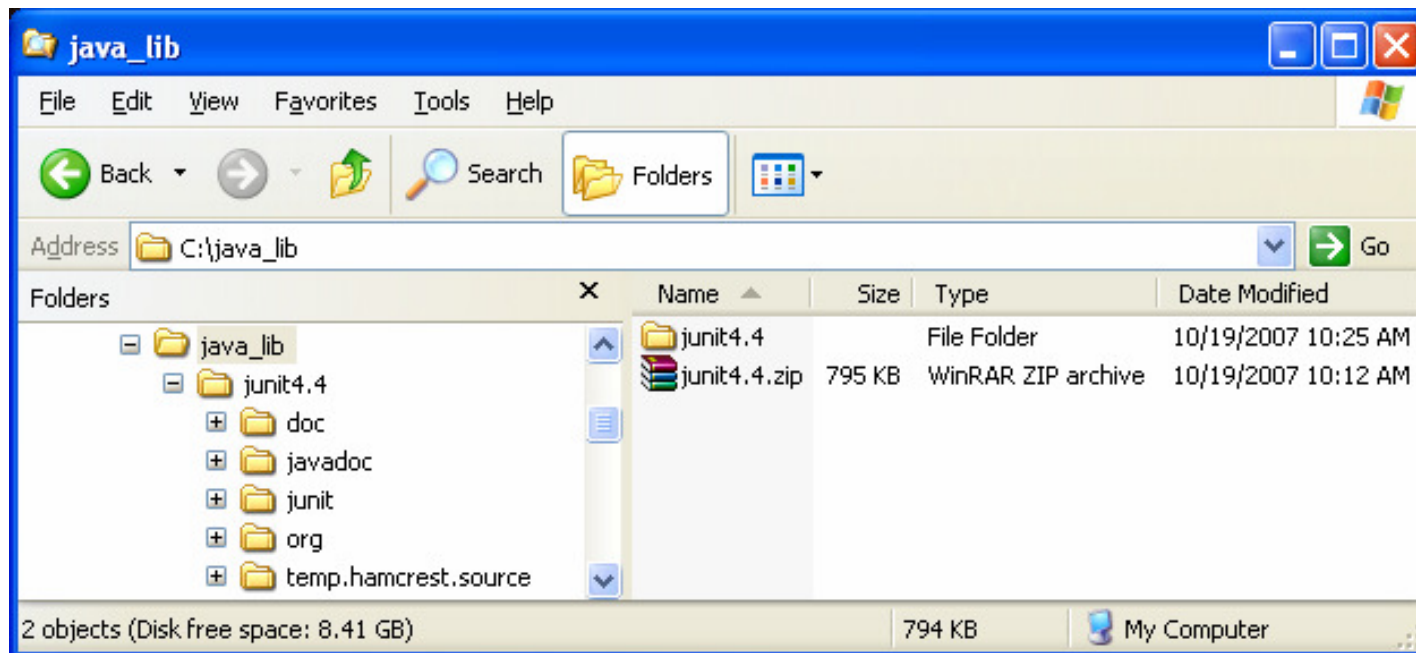 java_lib
File Edit View Favorites Tools Help
Back Search Folders
Address C:\java_lib Go
Folders Name Size Type Date Modified
java_lib junit4.4 File Folder 10/19/2007 10:25 AM
junit4.4 junit4.4.zip 795 KB WinRAR ZIP archive 10/19/2007 10:12 AM
doc
javadoc
junit
org
temp.hamcrest.source
2 objects (Disk free space: 8.41 GB) 794 KB My Computer